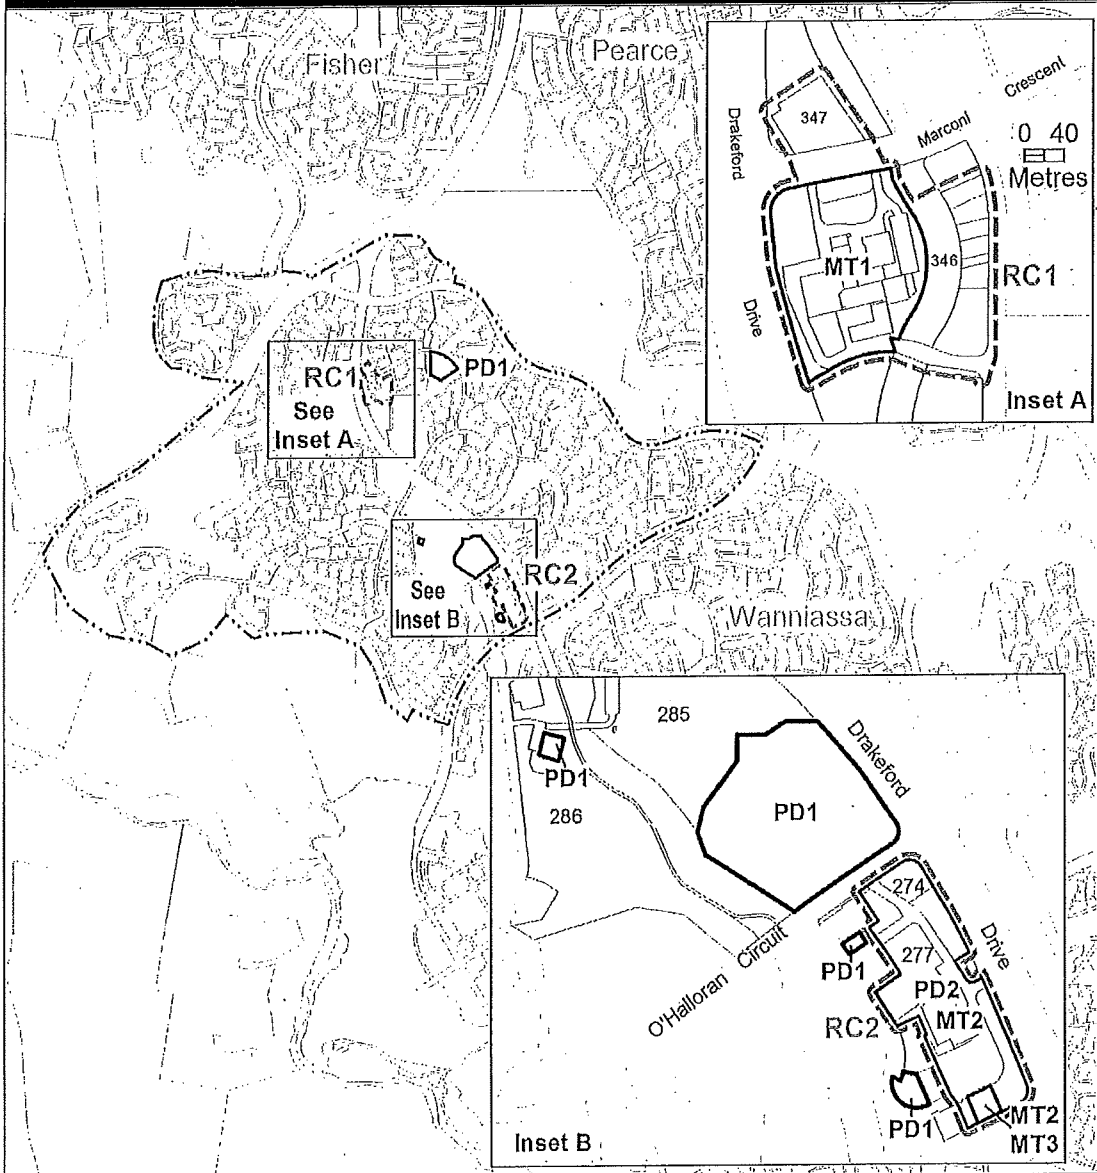 Fisher
Pearce
RC1
See
Inset A
PD1
See
Inset B
RC2
Wanniassa
Drakeford
347
Marconi
Crescent
0 40
Metres
MT1
346
RC1
Drive
Inset A
285
Drakeford
PD1
PD1
286
274
Drive
O'Halloran Circuit
PD1
277
PD2
MT2
RC2
PD1
MT2
MT3
Inset B